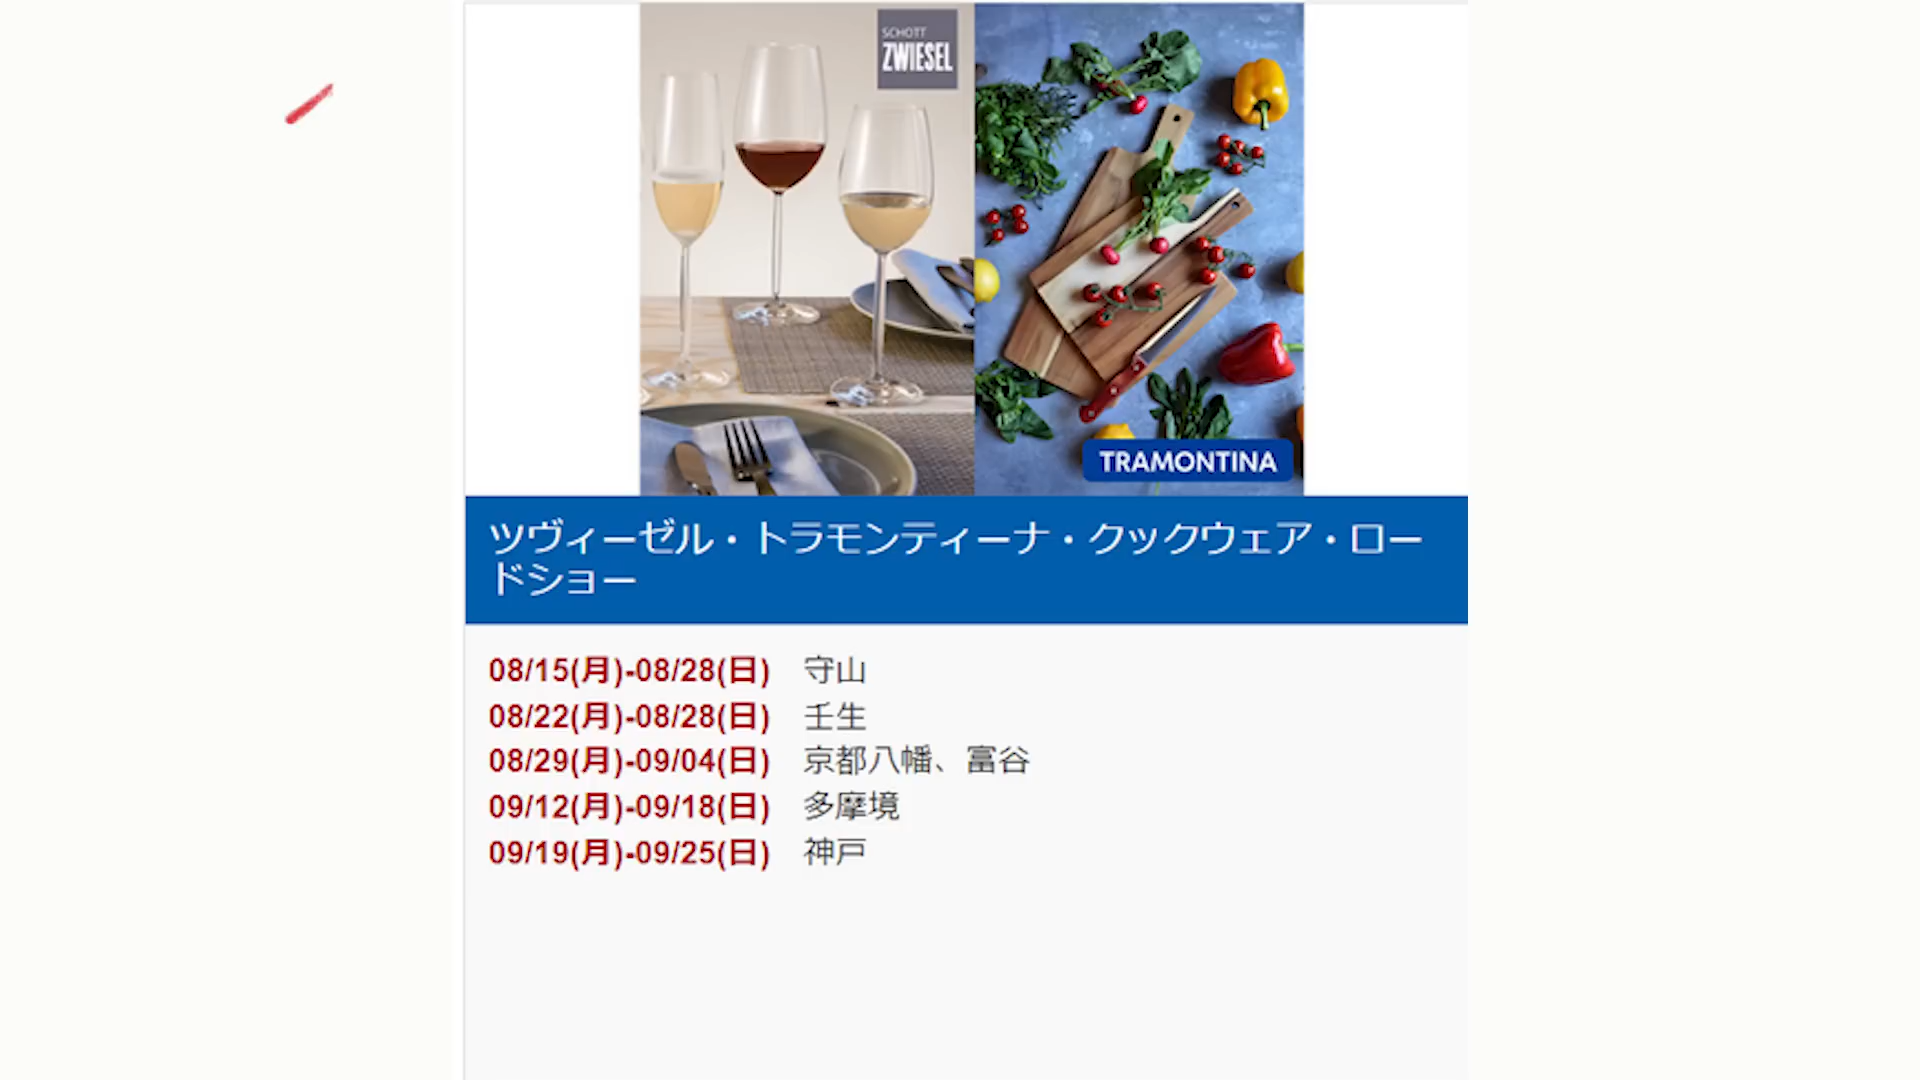 SCHOTT
ZWIESEL
TRAMONTINA
ツヴィーゼル・トラモンティーナ・クックウェア・ロー
ドショー
08/15(月)-08/28(日) 守山
08/22(月)-08/28(日) 壬生
08/29(月)-09/04(日) 京都八幡、富谷
09/12(月)-09/18(日) 多摩境
09/19(月)-09/25(日) 神戸